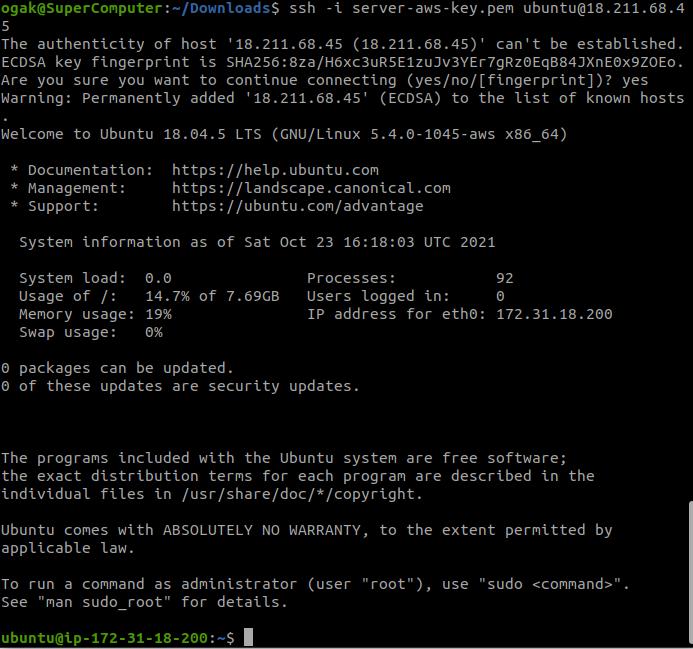 ogak@SuperComputer:~/Downloads$ ssh -i server-aws-key.pem ubuntu@18.211.68.4
5
The authenticity of host '18.211.68.45 (18.211.68.45)' can't be established.
ECDSA key fingerprint is SHA256:8za/H6xc3uR5E1zuJv3YEr7gRz0EqB84JXnE0x9ZOEo.
Are you sure you want to continue connecting (yes/no/[fingerprint])? yes
Warning: Permanently added '18.211.68.45' (ECDSA) to the list of known hosts
.
Welcome to Ubuntu 18.04.5 LTS (GNU/Linux 5.4.0-1045-aws x86_64)

 * Documentation:  https://help.ubuntu.com
 * Management:     https://landscape.canonical.com
 * Support:        https://ubuntu.com/advantage

  System information as of Sat Oct 23 16:18:03 UTC 2021

  System load:  0.0               Processes:           92
  Usage of /:   14.7% of 7.69GB   Users logged in:     0
  Memory usage: 19%               IP address for eth0: 172.31.18.200
  Swap usage:   0%

0 packages can be updated.
0 of these updates are security updates.

The programs included with the Ubuntu system are free software;
the exact distribution terms for each program are described in the
individual files in /usr/share/doc/*/copyright.

Ubuntu comes with ABSOLUTELY NO WARRANTY, to the extent permitted by
applicable law.

To run a command as administrator (user "root"), use "sudo <command>".
See "man sudo_root" for details.

ubuntu@ip-172-31-18-200:~$